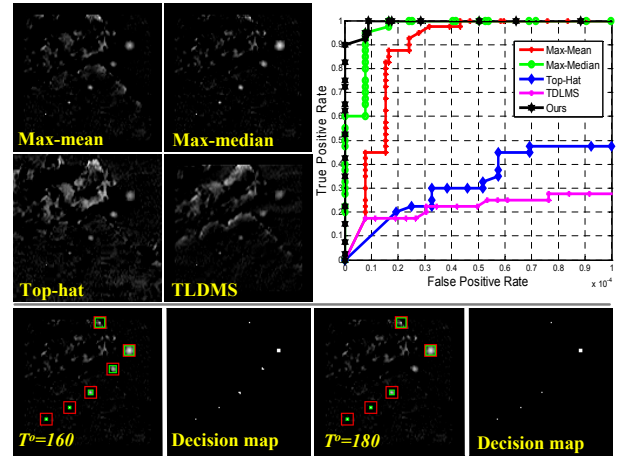 Max-mean
Max-median
Top-hat
TLDMS
1
0.9
0.8
0.7
0.6
0.5
0.4
0.3
0.2
0.1
0
True Positive Rate
0 0.1 0.2 0.3 0.4 0.5 0.6 0.7 0.8 0.9 1
False Positive Rate
x 10⁻⁴
Max-Mean
Max-Median
Top-Hat
TDLMS
Ours
Tᵒ=160
Decision map
Tᵒ=180
Decision map